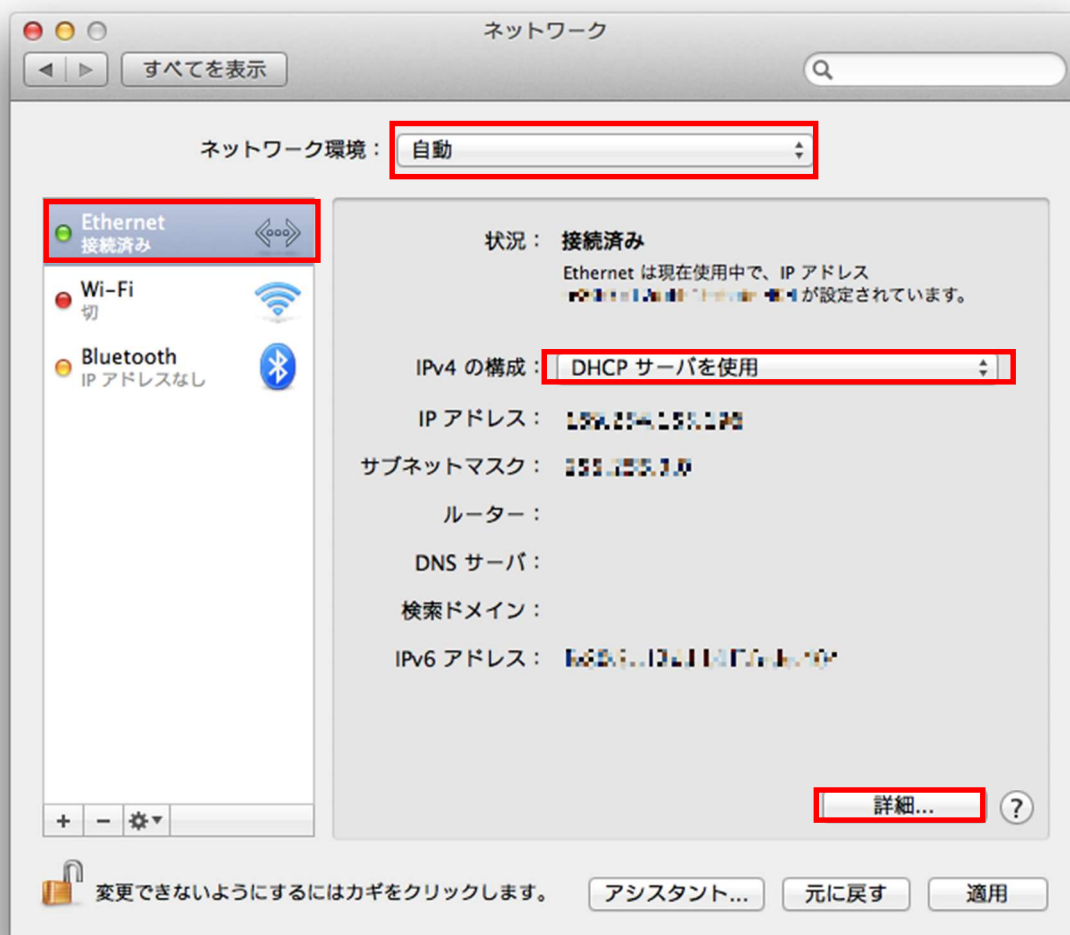 ネットワーク
すべてを表示
ネットワーク環境： 自動
Ethernet
接続済み
Wi-Fi
切
Bluetooth
IP アドレスなし
状況： 接続済み
Ethernet は現在使用中で、IP アドレス
が設定されています。
IPv4 の構成： DHCP サーバを使用
IP アドレス：
サブネットマスク：
ルーター：
DNS サーバ：
検索ドメイン：
IPv6 アドレス：
詳細... ?
変更できないようにするにはカギをクリックします。
アシスタント... 元に戻す 適用